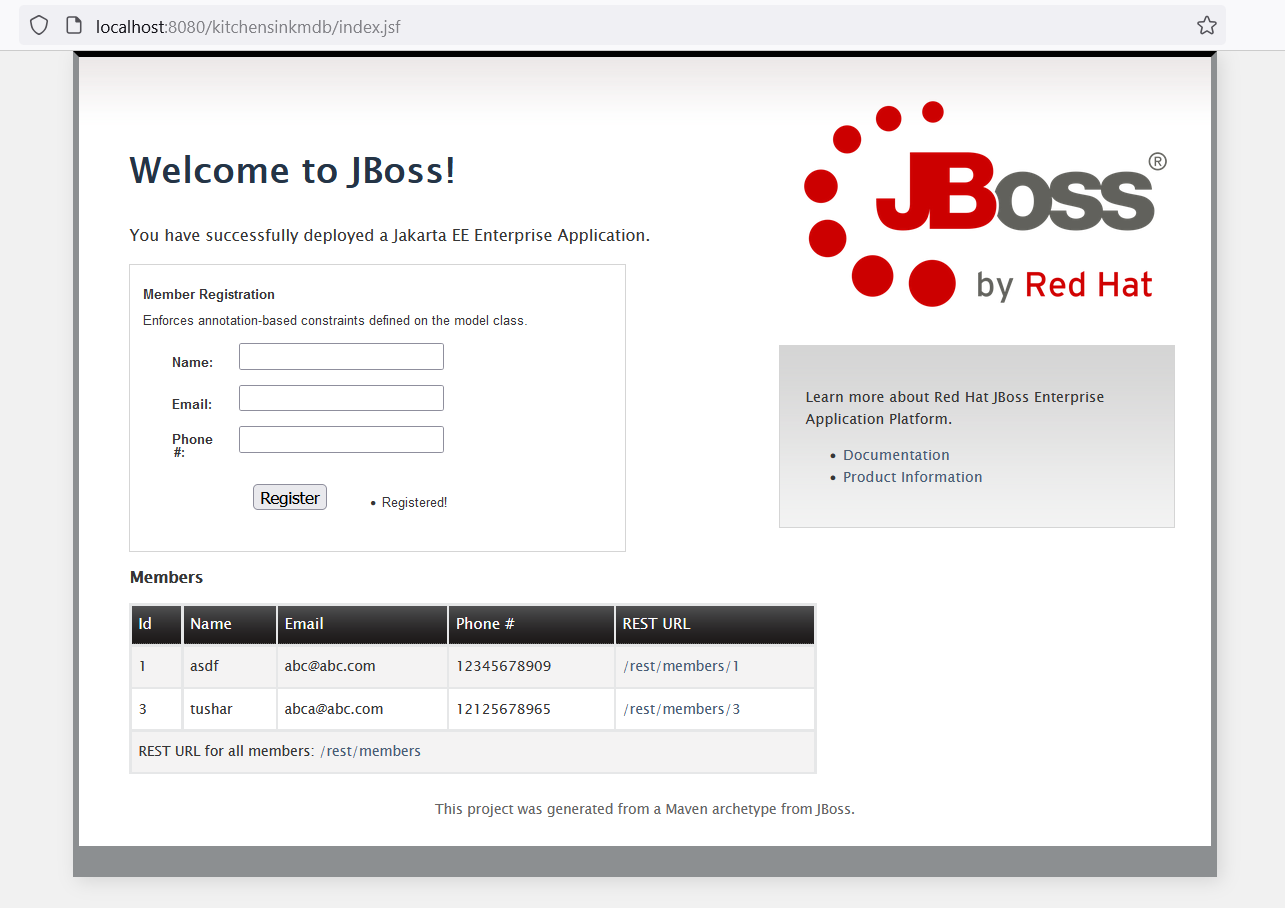 localhost:8080/kitchensinkmdb/index.jsf
JBoss®
by Red Hat
Welcome to JBoss!
You have successfully deployed a Jakarta EE Enterprise Application.
Member Registration
Enforces annotation-based constraints defined on the model class.
Name:
Email:
Phone
#:
Register
• Registered!
Learn more about Red Hat JBoss Enterprise
Application Platform.
• Documentation
• Product Information
Members
Id Name Email Phone # REST URL
1 asdf abc@abc.com 12345678909 /rest/members/1
3 tushar abca@abc.com 12125678965 /rest/members/3
REST URL for all members: /rest/members
This project was generated from a Maven archetype from JBoss.